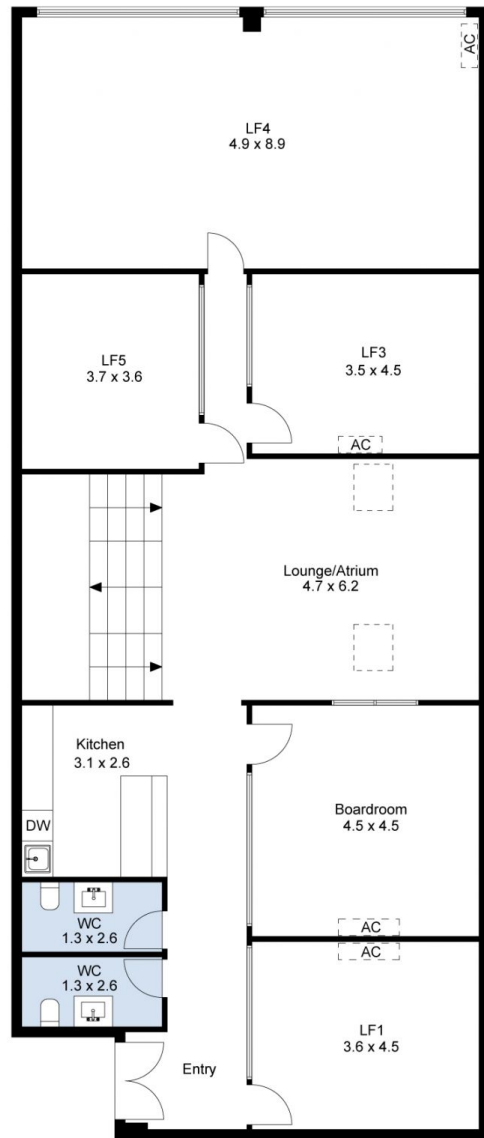 AC
LF4
4.9 x 8.9
LF5
3.7 x 3.6
LF3
3.5 x 4.5
AC
Lounge/Atrium
4.7 x 6.2
Kitchen
3.1 x 2.6
DW
Boardroom
4.5 x 4.5
AC
WC
1.3 x 2.6
AC
WC
1.3 x 2.6
LF1
3.6 x 4.5
Entry